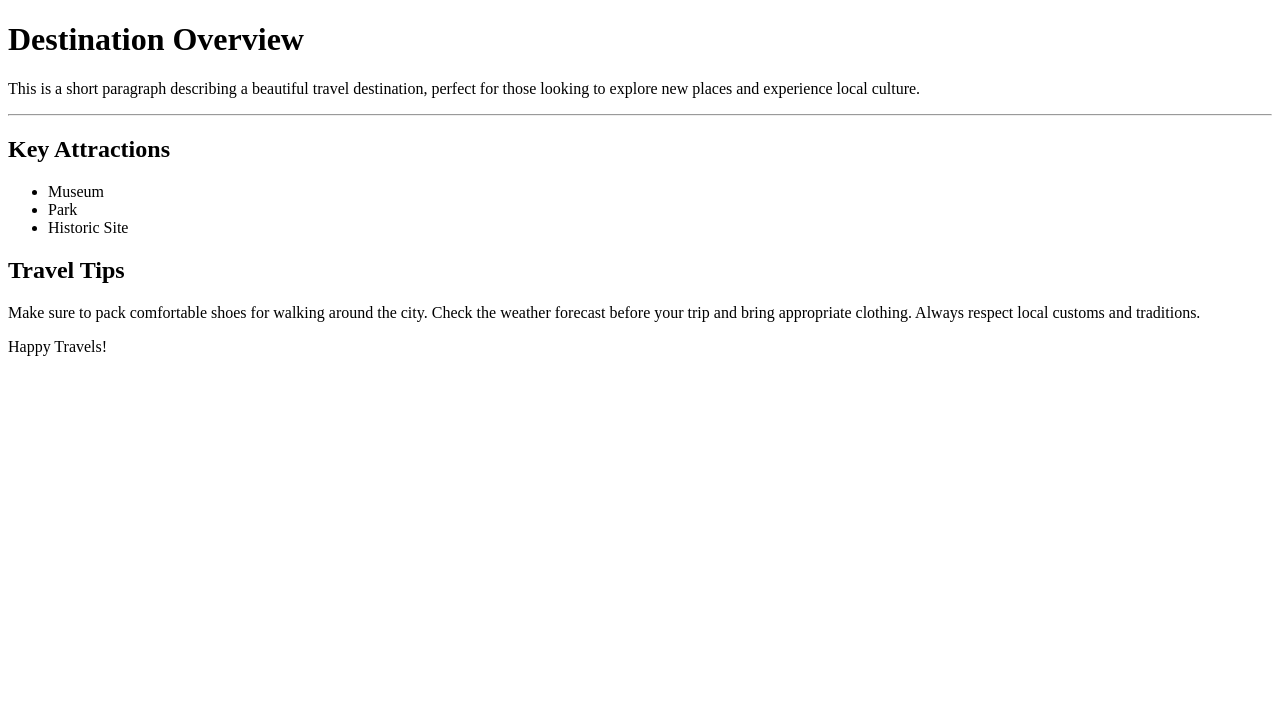 Destination Overview
This is a short paragraph describing a beautiful travel destination, perfect for those looking to explore new places and experience local culture.
Key Attractions
Museum
Park
Historic Site
Travel Tips
Make sure to pack comfortable shoes for walking around the city. Check the weather forecast before your trip and bring appropriate clothing. Always respect local customs and traditions.
Happy Travels!